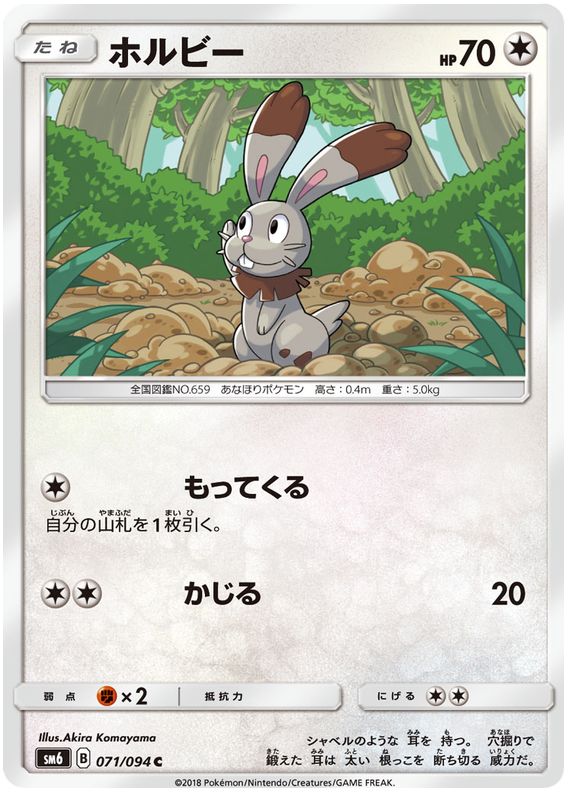 たね ホルビー HP70
全国図鑑NO.659 あなほりポケモン 高さ：0.4m 重さ：5.0kg
もってくる
自分の山札を1枚引く。
かじる 20
弱点 ×2 抵抗力 にげる
Illus.Akira Komayama
シャベルのような 耳を 持つ。 穴掘りで
鍛えた 耳は 太い 根っこを 断ち切る 威力だ。
SM6 B 071/094 C
©2018 Pokémon/Nintendo/Creatures/GAME FREAK.